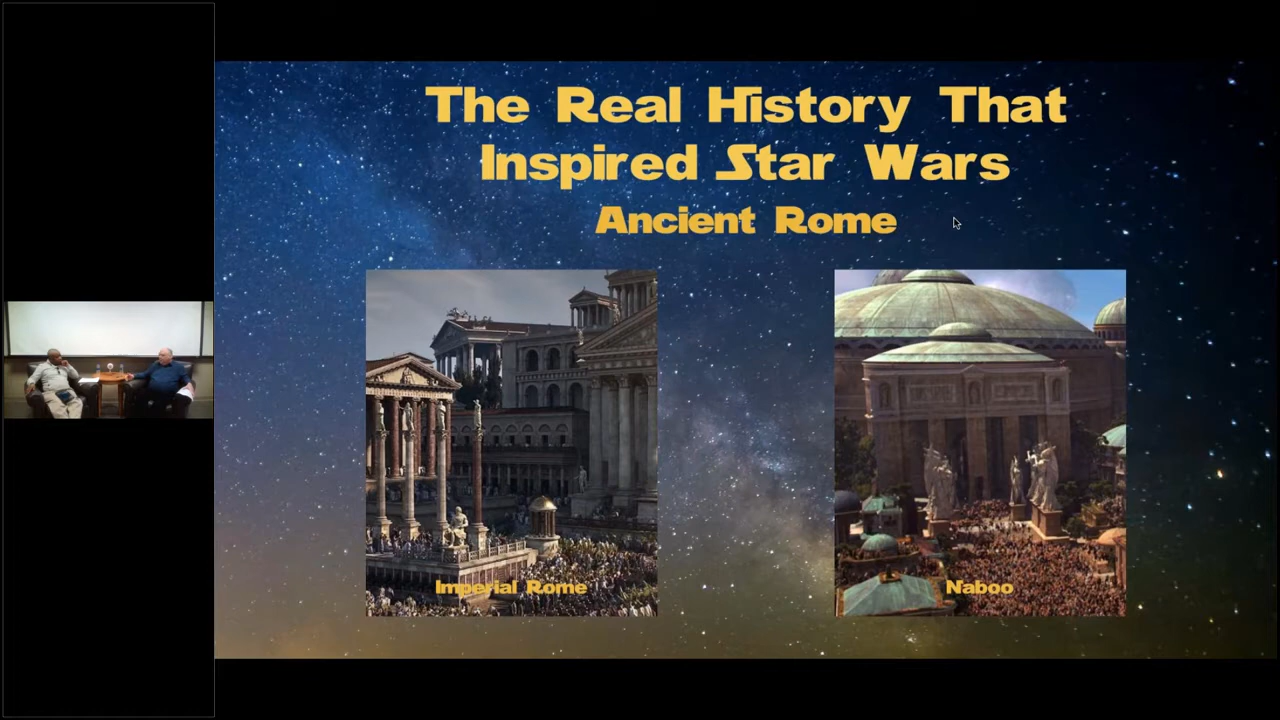 The Real History That
Inspired Star Wars
Ancient Rome
Imperial Rome
Naboo